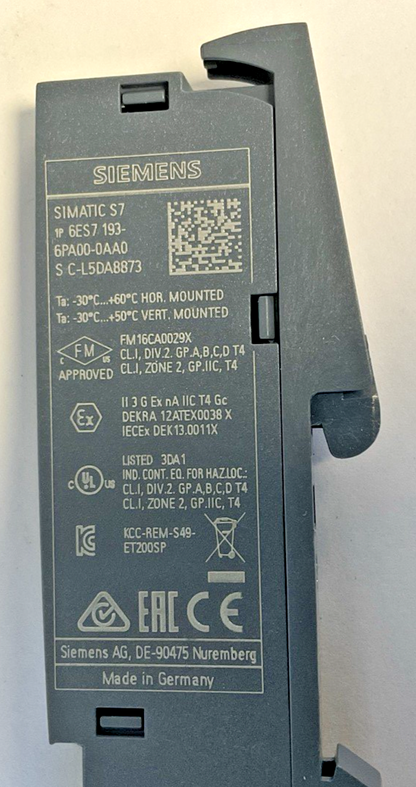 SIEMENS
SIMATIC S7
1P 6ES7 193-
6PA00-0AA0
S C-L5DA8873
Ta: -30°C...+60°C HOR. MOUNTED
Ta: -30°C...+50°C VERT. MOUNTED
C FM US
APPROVED
FM16CA0029X
CL.I, DIV.2. GP.A,B,C,D T4
CL.I, ZONE 2, GP.IIC, T4
Ex
II 3 G Ex nA IIC T4 Gc
DEKRA 12ATEX0038 X
IECEx DEK13.0011X
C UL US
LISTED 3DA1
IND. CONT. EQ. FOR HAZ.LOC.:
CL.I, DIV.2. GP.A,B,C,D T4
CL.I, ZONE 2, GP.IIC, T4
KCC-REM-S49-
ET200SP
EAC CE
Siemens AG, DE-90475 Nuremberg
Made in Germany